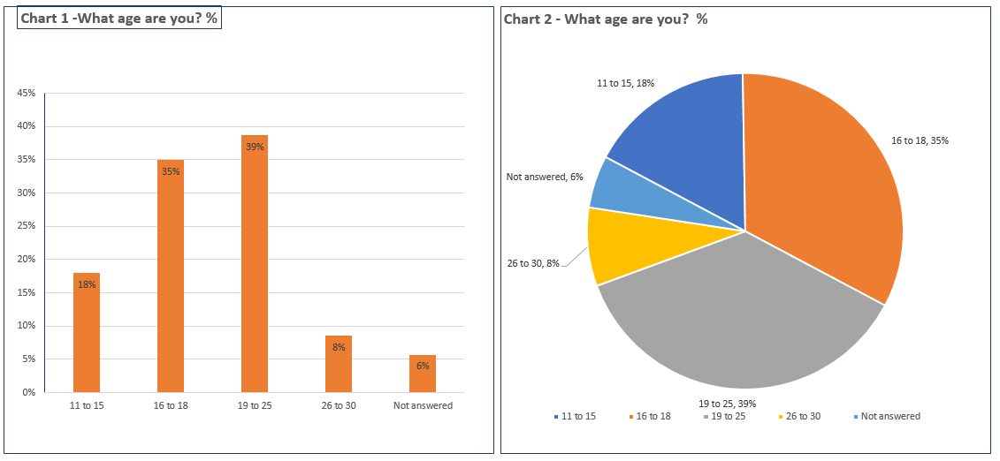 Chart 1 -What age are you? %
45%
40%
35%
30%
25%
20%
15%
10%
5%
0%
18%
35%
39%
8%
6%
11 to 15
16 to 18
19 to 25
26 to 30
Not answered
Chart 2 - What age are you?  %
11 to 15, 18%
16 to 18, 35%
Not answered, 6%
26 to 30, 8%
19 to 25, 39%
11 to 15
16 to 18
19 to 25
26 to 30
Not answered